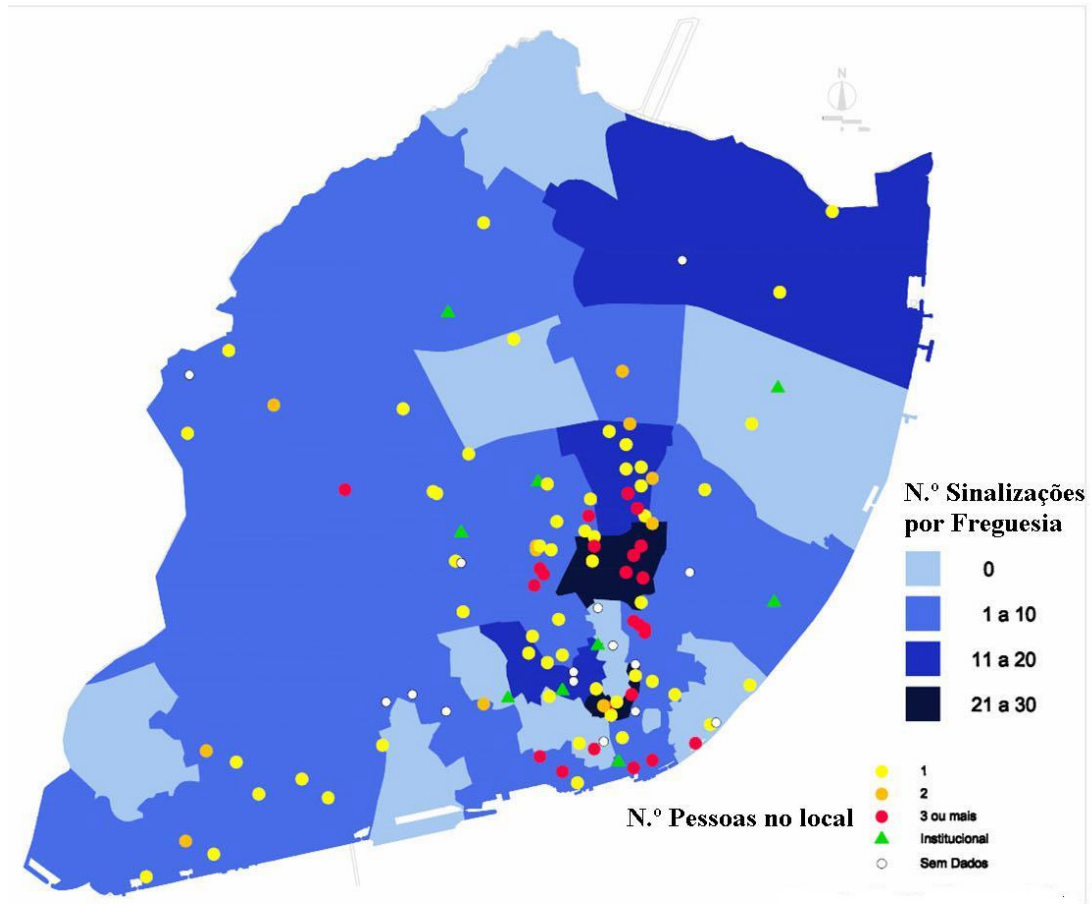 N
N.º Sinalizações
por Freguesia
0
1 a 10
11 a 20
21 a 30
N.º Pessoas no local
1
2
3 ou mais
Institucional
Sem Dados